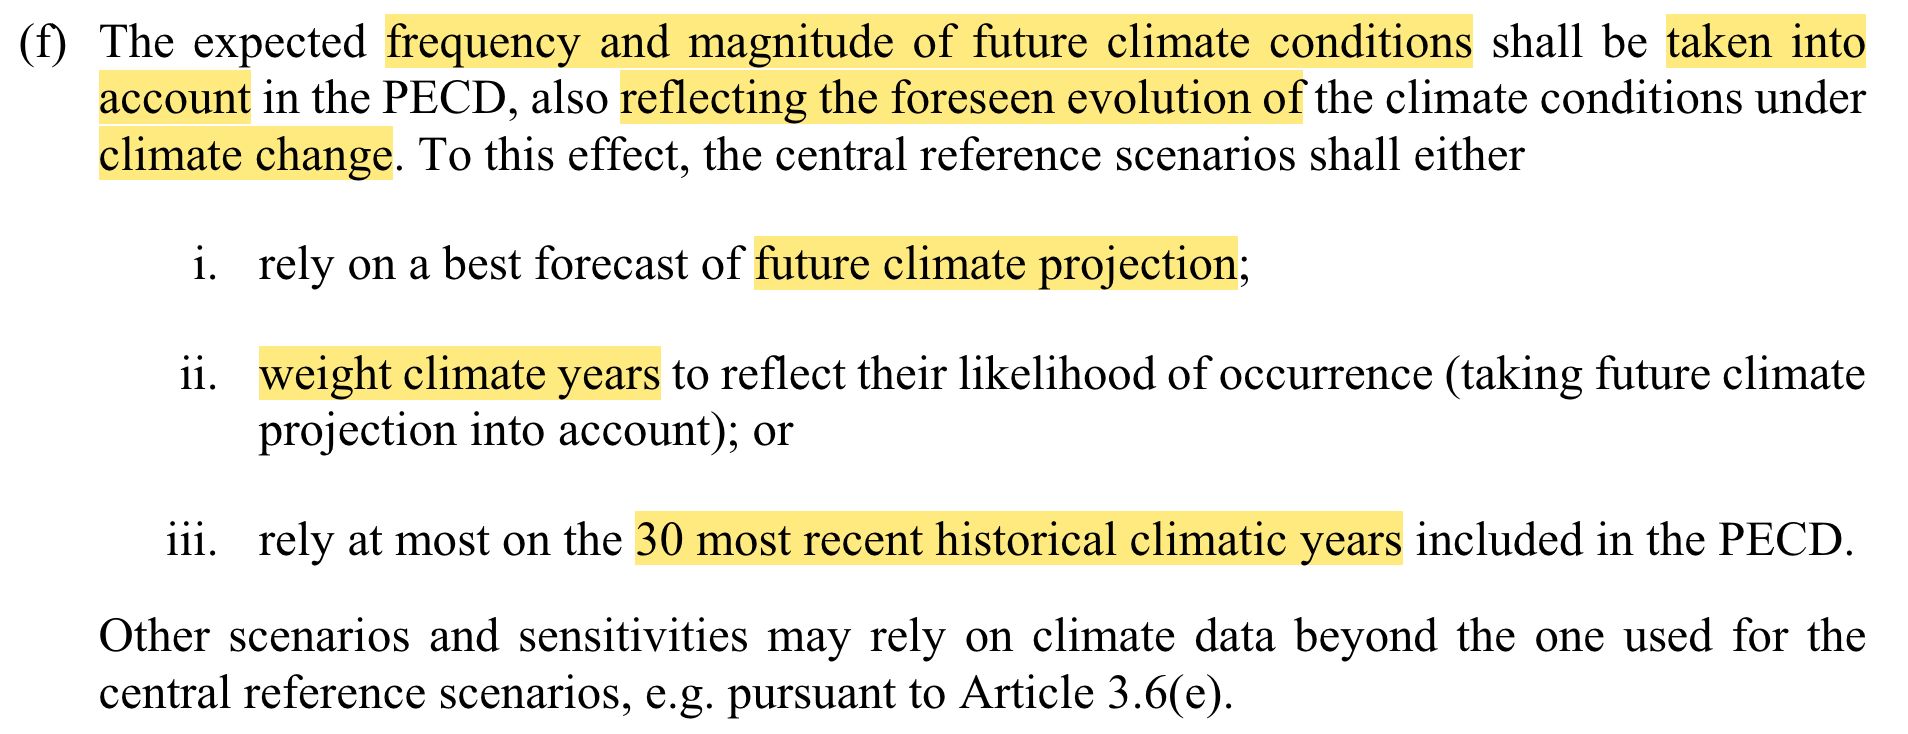 (f) The expected frequency and magnitude of future climate conditions shall be taken into
account in the PECD, also reflecting the foreseen evolution of the climate conditions under
climate change. To this effect, the central reference scenarios shall either
i. rely on a best forecast of future climate projection;
ii. weight climate years to reflect their likelihood of occurrence (taking future climate
projection into account); or
iii. rely at most on the 30 most recent historical climatic years included in the PECD.
Other scenarios and sensitivities may rely on climate data beyond the one used for the
central reference scenarios, e.g. pursuant to Article 3.6(e).